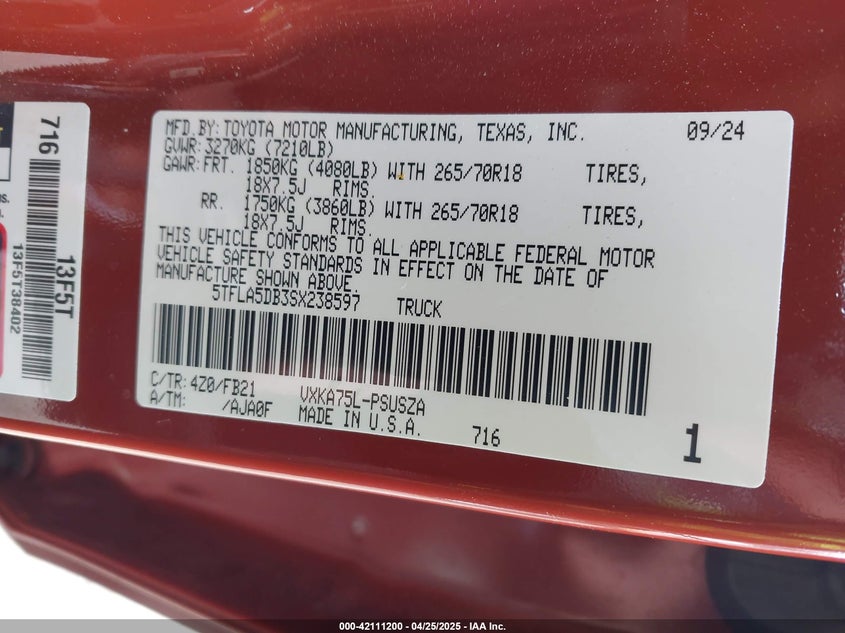 MFD.BY: TOYOTA MOTOR MANUFACTURING, TEXAS, INC. 09/24
GVWR: 3270KG (7210LB)
GAWR: FRT. 1850KG (4080LB) WITH 265/70R18 TIRES,
18X7.5J RIMS.
RR. 1750KG (3860LB) WITH 265/70R18 TIRES,
18X7.5J RIMS.
THIS VEHICLE CONFORMS TO ALL APPLICABLE FEDERAL MOTOR
VEHICLE SAFETY STANDARDS IN EFFECT ON THE DATE OF
MANUFACTURE SHOWN ABOVE.
5TFLA5DB3SX238597 TRUCK
C/TR: 4Z0/FB21 VXKA75L-PSUSZA
A/TM: /AJA0F MADE IN U.S.A. 716 1
716
13F5T
13F5T38402
000-42111200 - 04/25/2025 - IAA Inc.